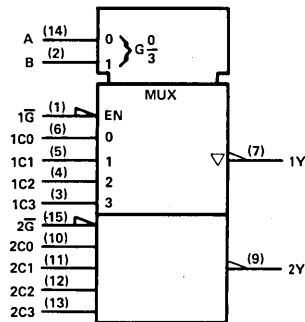 A (14) 0 } G 0/3
B (2) 1
MUX
1G̅ (1) EN
1C0 (6) 0
1C1 (5) 1 ▽ (7) 1Y
1C2 (4) 2
1C3 (3) 3
2G̅ (15)
2C0 (10)
2C1 (11) (9) 2Y
2C2 (12)
2C3 (13)